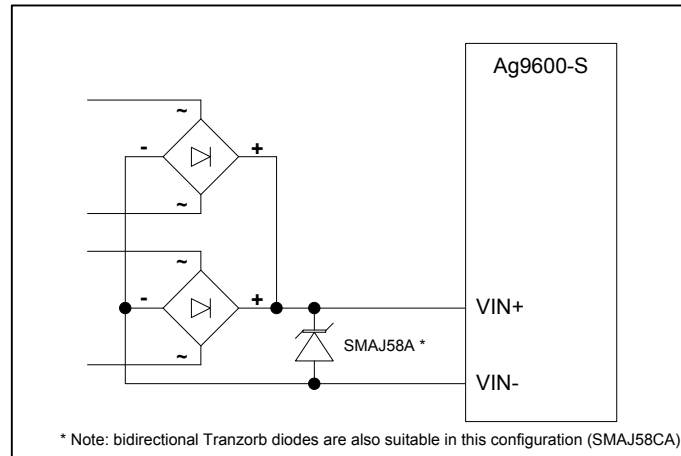 Ag9600-S
~
- +
~
~
- +
VIN+
SMAJ58A *
~
VIN-
* Note: bidirectional Tranzorb diodes are also suitable in this configuration (SMAJ58CA)